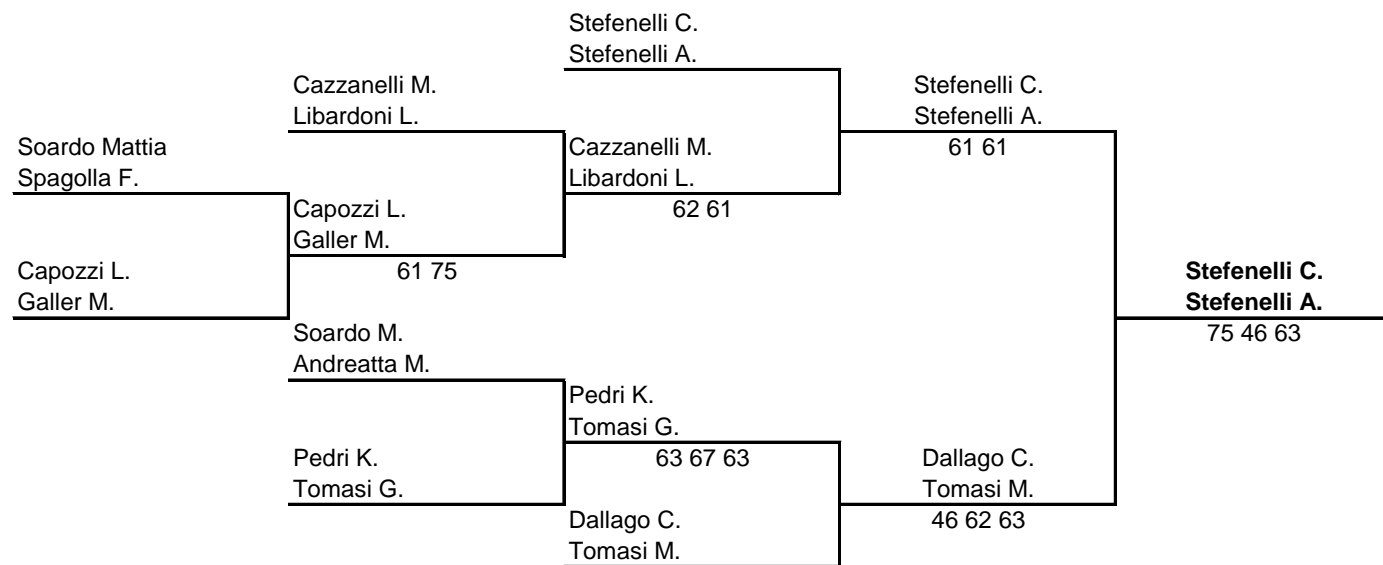 Stefenelli C.
Stefenelli A.
Cazzanelli M.
Libardoni L.
Stefenelli C.
Stefenelli A.
61 61
Soardo Mattia
Spagolla F.
Cazzanelli M.
Libardoni L.
62 61
Capozzi L.
Galler M.
61 75
Capozzi L.
Galler M.
Stefenelli C.
Stefenelli A.
75 46 63
Soardo M.
Andreatta M.
Pedri K.
Tomasi G.
63 67 63
Pedri K.
Tomasi G.
Dallago C.
Tomasi M.
46 62 63
Dallago C.
Tomasi M.